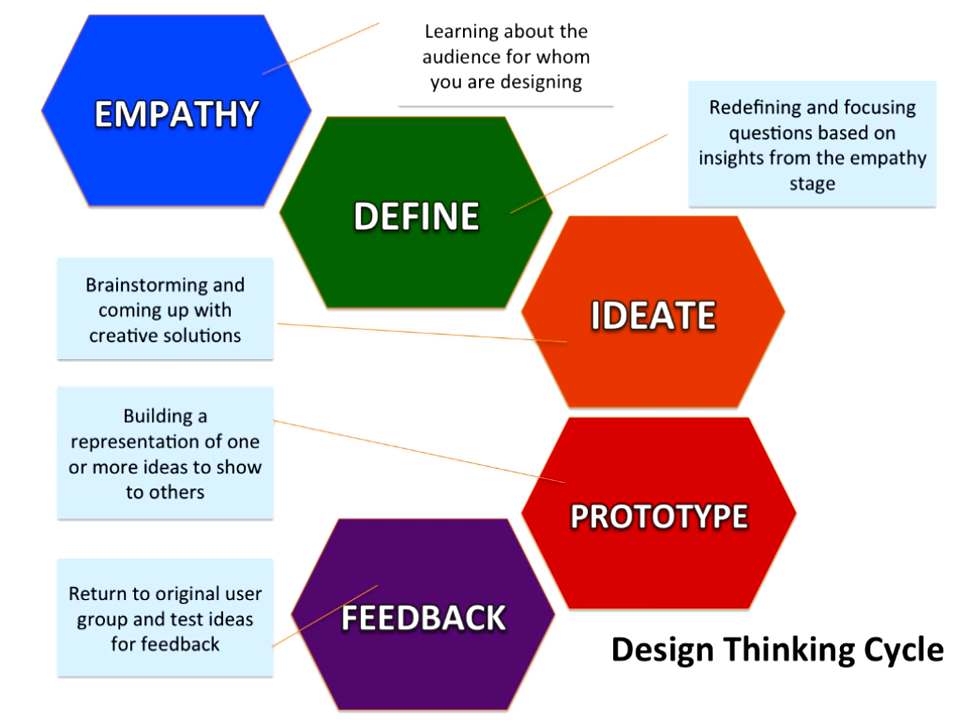 EMPATHY
Learning about the
audience for whom
you are designing
DEFINE
Redefining and focusing
questions based on
insights from the empathy
stage
IDEATE
Brainstorming and
coming up with
creative solutions
PROTOTYPE
Building a
representation of one
or more ideas to show
to others
FEEDBACK
Return to original user
group and test ideas
for feedback
Design Thinking Cycle